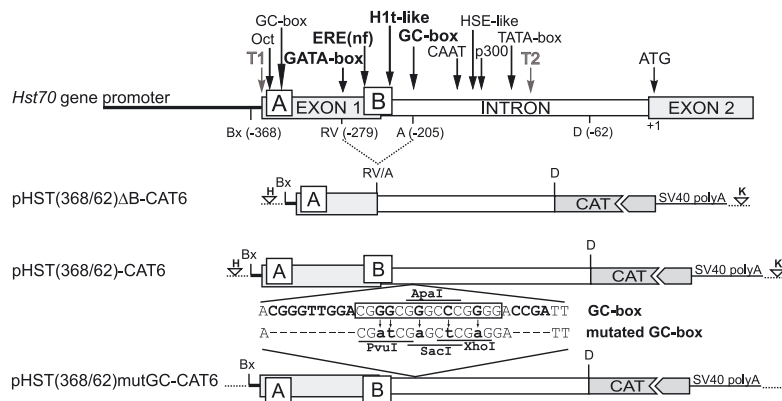 GC-box
Oct
T1
GATA-box
ERE(nf)
H1t-like
GC-box
CAAT
HSE-like
p300
TATA-box
T2
ATG
Hst70 gene promoter
A
EXON 1
B
INTRON
EXON 2
Bx (-368)
RV (-279)
A (-205)
D (-62)
+1
pHST(368/62)ΔB-CAT6
H
Bx
A
RV/A
D
CAT
SV40 polyA
K
pHST(368/62)-CAT6
H
Bx
A
B
D
CAT
SV40 polyA
K
ApaI
ACGGGTTGGACGGGCGGGCCCGGGGACCGATT GC-box
A---------CGatCGaGCtCGaGGA----TT mutated GC-box
PvuI
SacI
XhoI
pHST(368/62)mutGC-CAT6
Bx
A
B
D
CAT
SV40 polyA